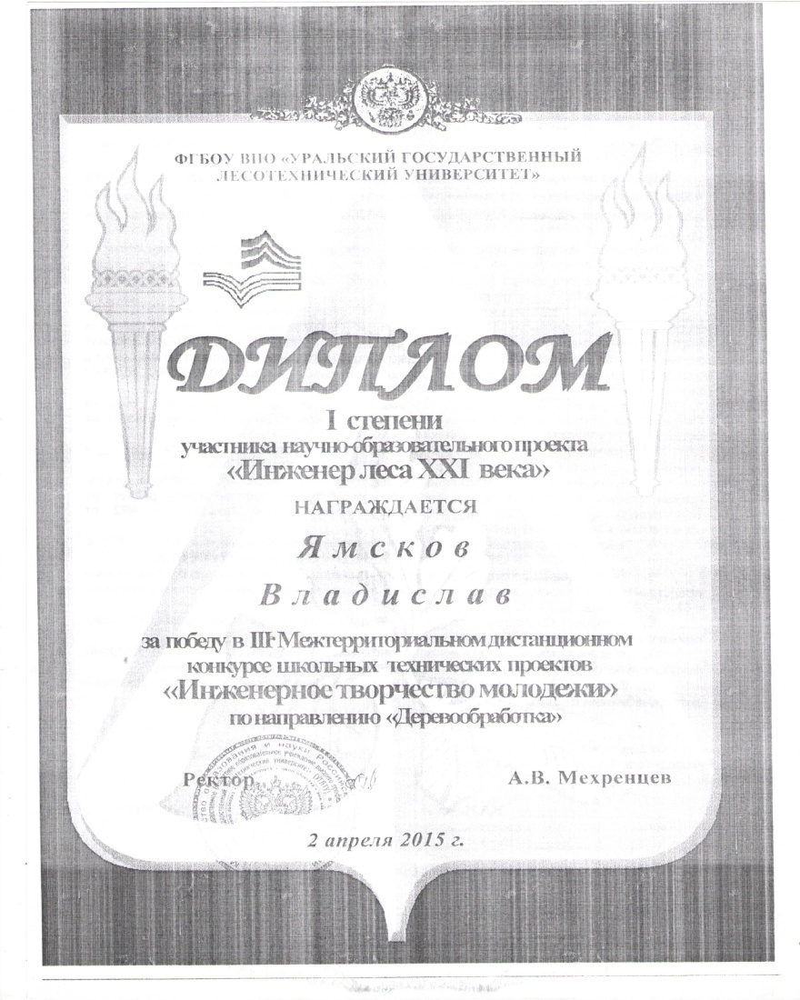 ФГБОУ ВПО «УРАЛЬСКИЙ ГОСУДАРСТВЕННЫЙ
ЛЕСОТЕХНИЧЕСКИЙ УНИВЕРСИТЕТ»
ДИПЛОМ
I степени
участника научно-образовательного проекта
«Инженер леса XXI века»
НАГРАЖДАЕТСЯ
Ямсков
Владислав
за победу в III-Межтерриториальном дистанционном
конкурсе школьных технических проектов
«Инженерное творчество молодежи»
по направлению «Деревообработка»
Ректор
А.В. Мехренцев
2 апреля 2015 г.